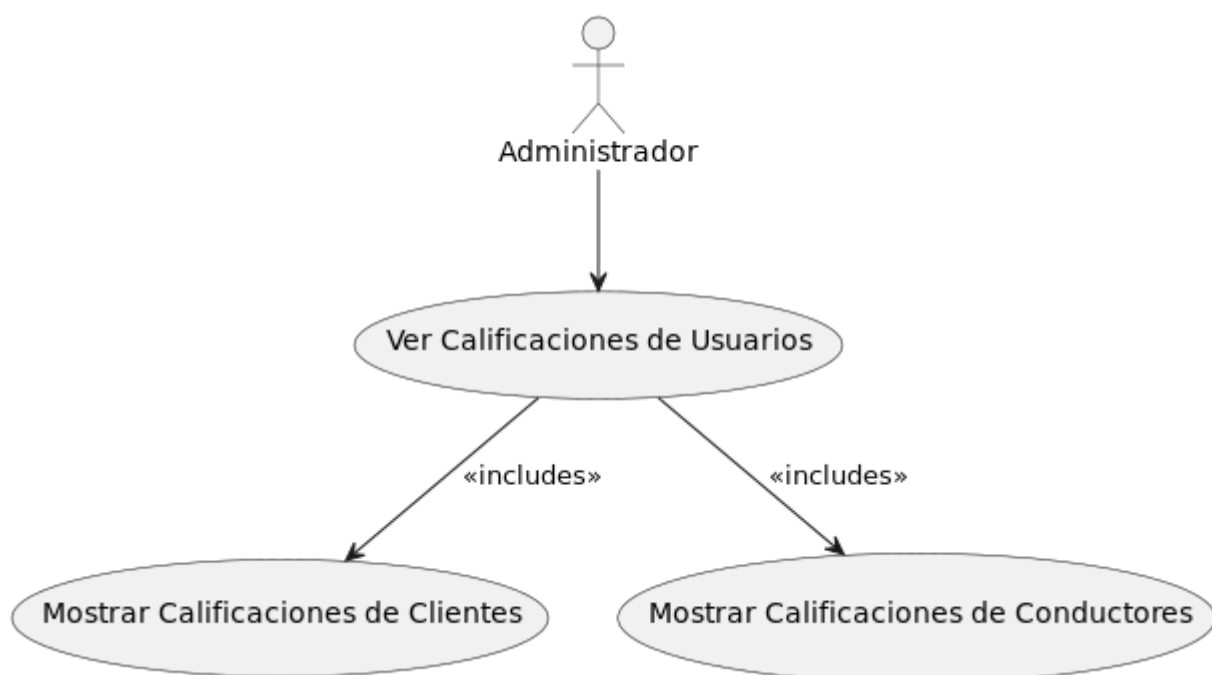 Administrador
Ver Calificaciones de Usuarios
«includes»
«includes»
Mostrar Calificaciones de Clientes
Mostrar Calificaciones de Conductores